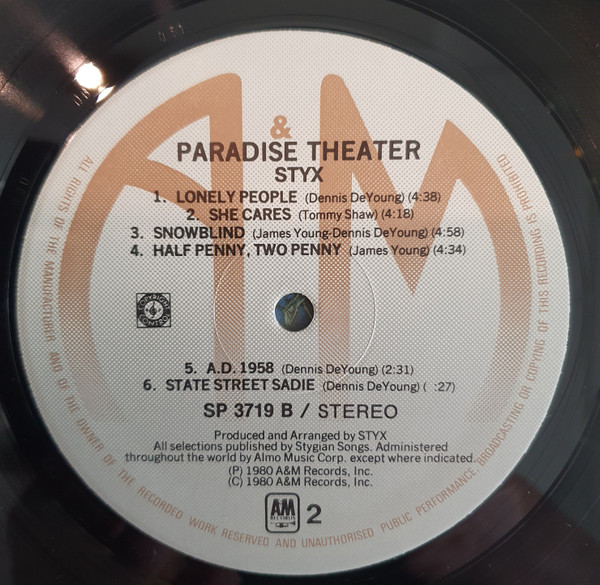 A&M
PARADISE THEATER
STYX
1. LONELY PEOPLE (Dennis DeYoung) (4:38)
2. SHE CARES (Tommy Shaw) (4:18)
3. SNOWBLIND (James Young-Dennis DeYoung) (4:58)
4. HALF PENNY, TWO PENNY (James Young) (4:34)
COPYRIGHT CONTROL
5. A.D. 1958 (Dennis DeYoung) (2:31)
6. STATE STREET SADIE (Dennis DeYoung) ( :27)
SP 3719 B / STEREO
Produced and Arranged by STYX
All selections published by Stygian Songs. Administered
throughout the world by Almo Music Corp. except where indicated.
(P) 1980 A&M Records, Inc.
(C) 1980 A&M Records, Inc.
AM
RECORDS
2
ALL RIGHTS OF THE MANUFACTURER AND OF THE OWNER OF THE RECORDED WORK RESERVED AND UNAUTHORISED PUBLIC PERFORMANCE, BROADCASTING OR COPYING OF THIS RECORDING IS PROHIBITED